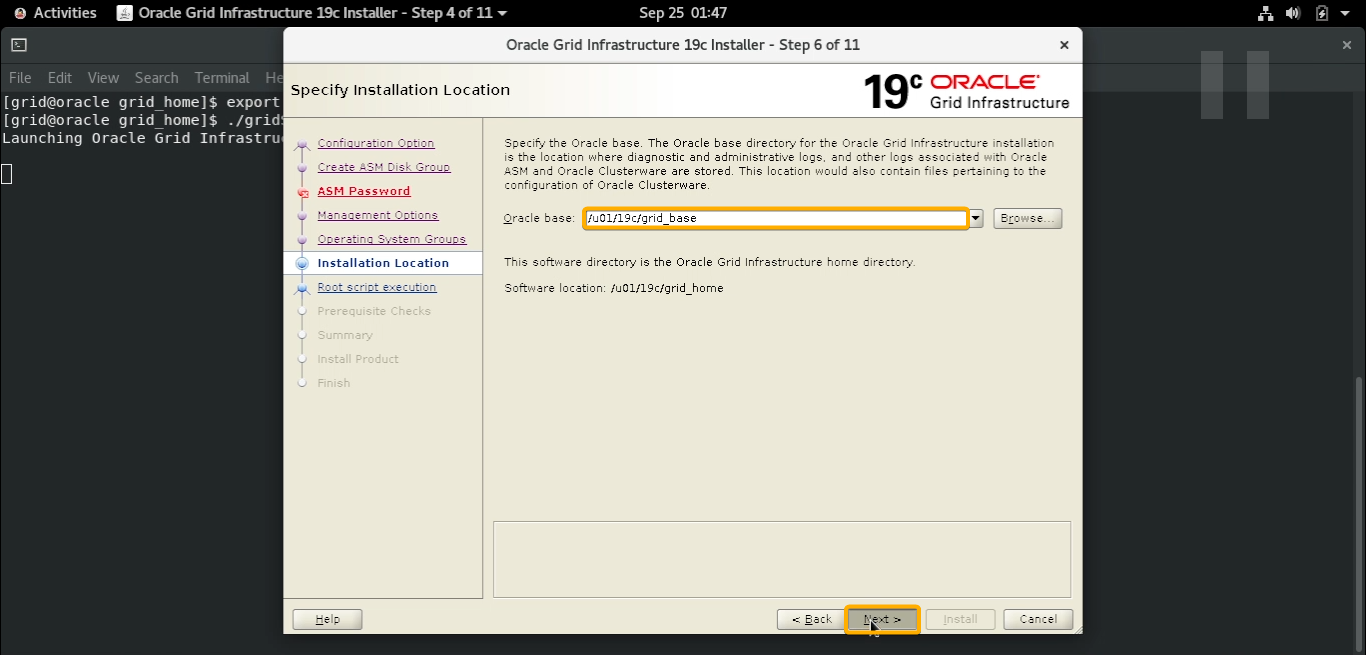 Activities Oracle Grid Infrastructure 19c Installer - Step 4 of 11 Sep 25 01:47
Oracle Grid Infrastructure 19c Installer - Step 6 of 11
File Edit View Search Terminal He
[grid@oracle grid_home]$ export
[grid@oracle grid_home]$ ./grid
Launching Oracle Grid Infrastru
Specify Installation Location
19c ORACLE
Grid Infrastructure
Configuration Option
Create ASM Disk Group
ASM Password
Management Options
Operating System Groups
Installation Location
Root script execution
Prerequisite Checks
Summary
Install Product
Finish
Specify the Oracle base. The Oracle base directory for the Oracle Grid Infrastructure installation
is the location where diagnostic and administrative logs, and other logs associated with Oracle
ASM and Oracle Clusterware are stored. This location would also contain files pertaining to the
configuration of Oracle Clusterware.
Oracle base: /u01/19c/grid_base Browse...
This software directory is the Oracle Grid Infrastructure home directory.
Software location: /u01/19c/grid_home
Help < Back Next > Install Cancel